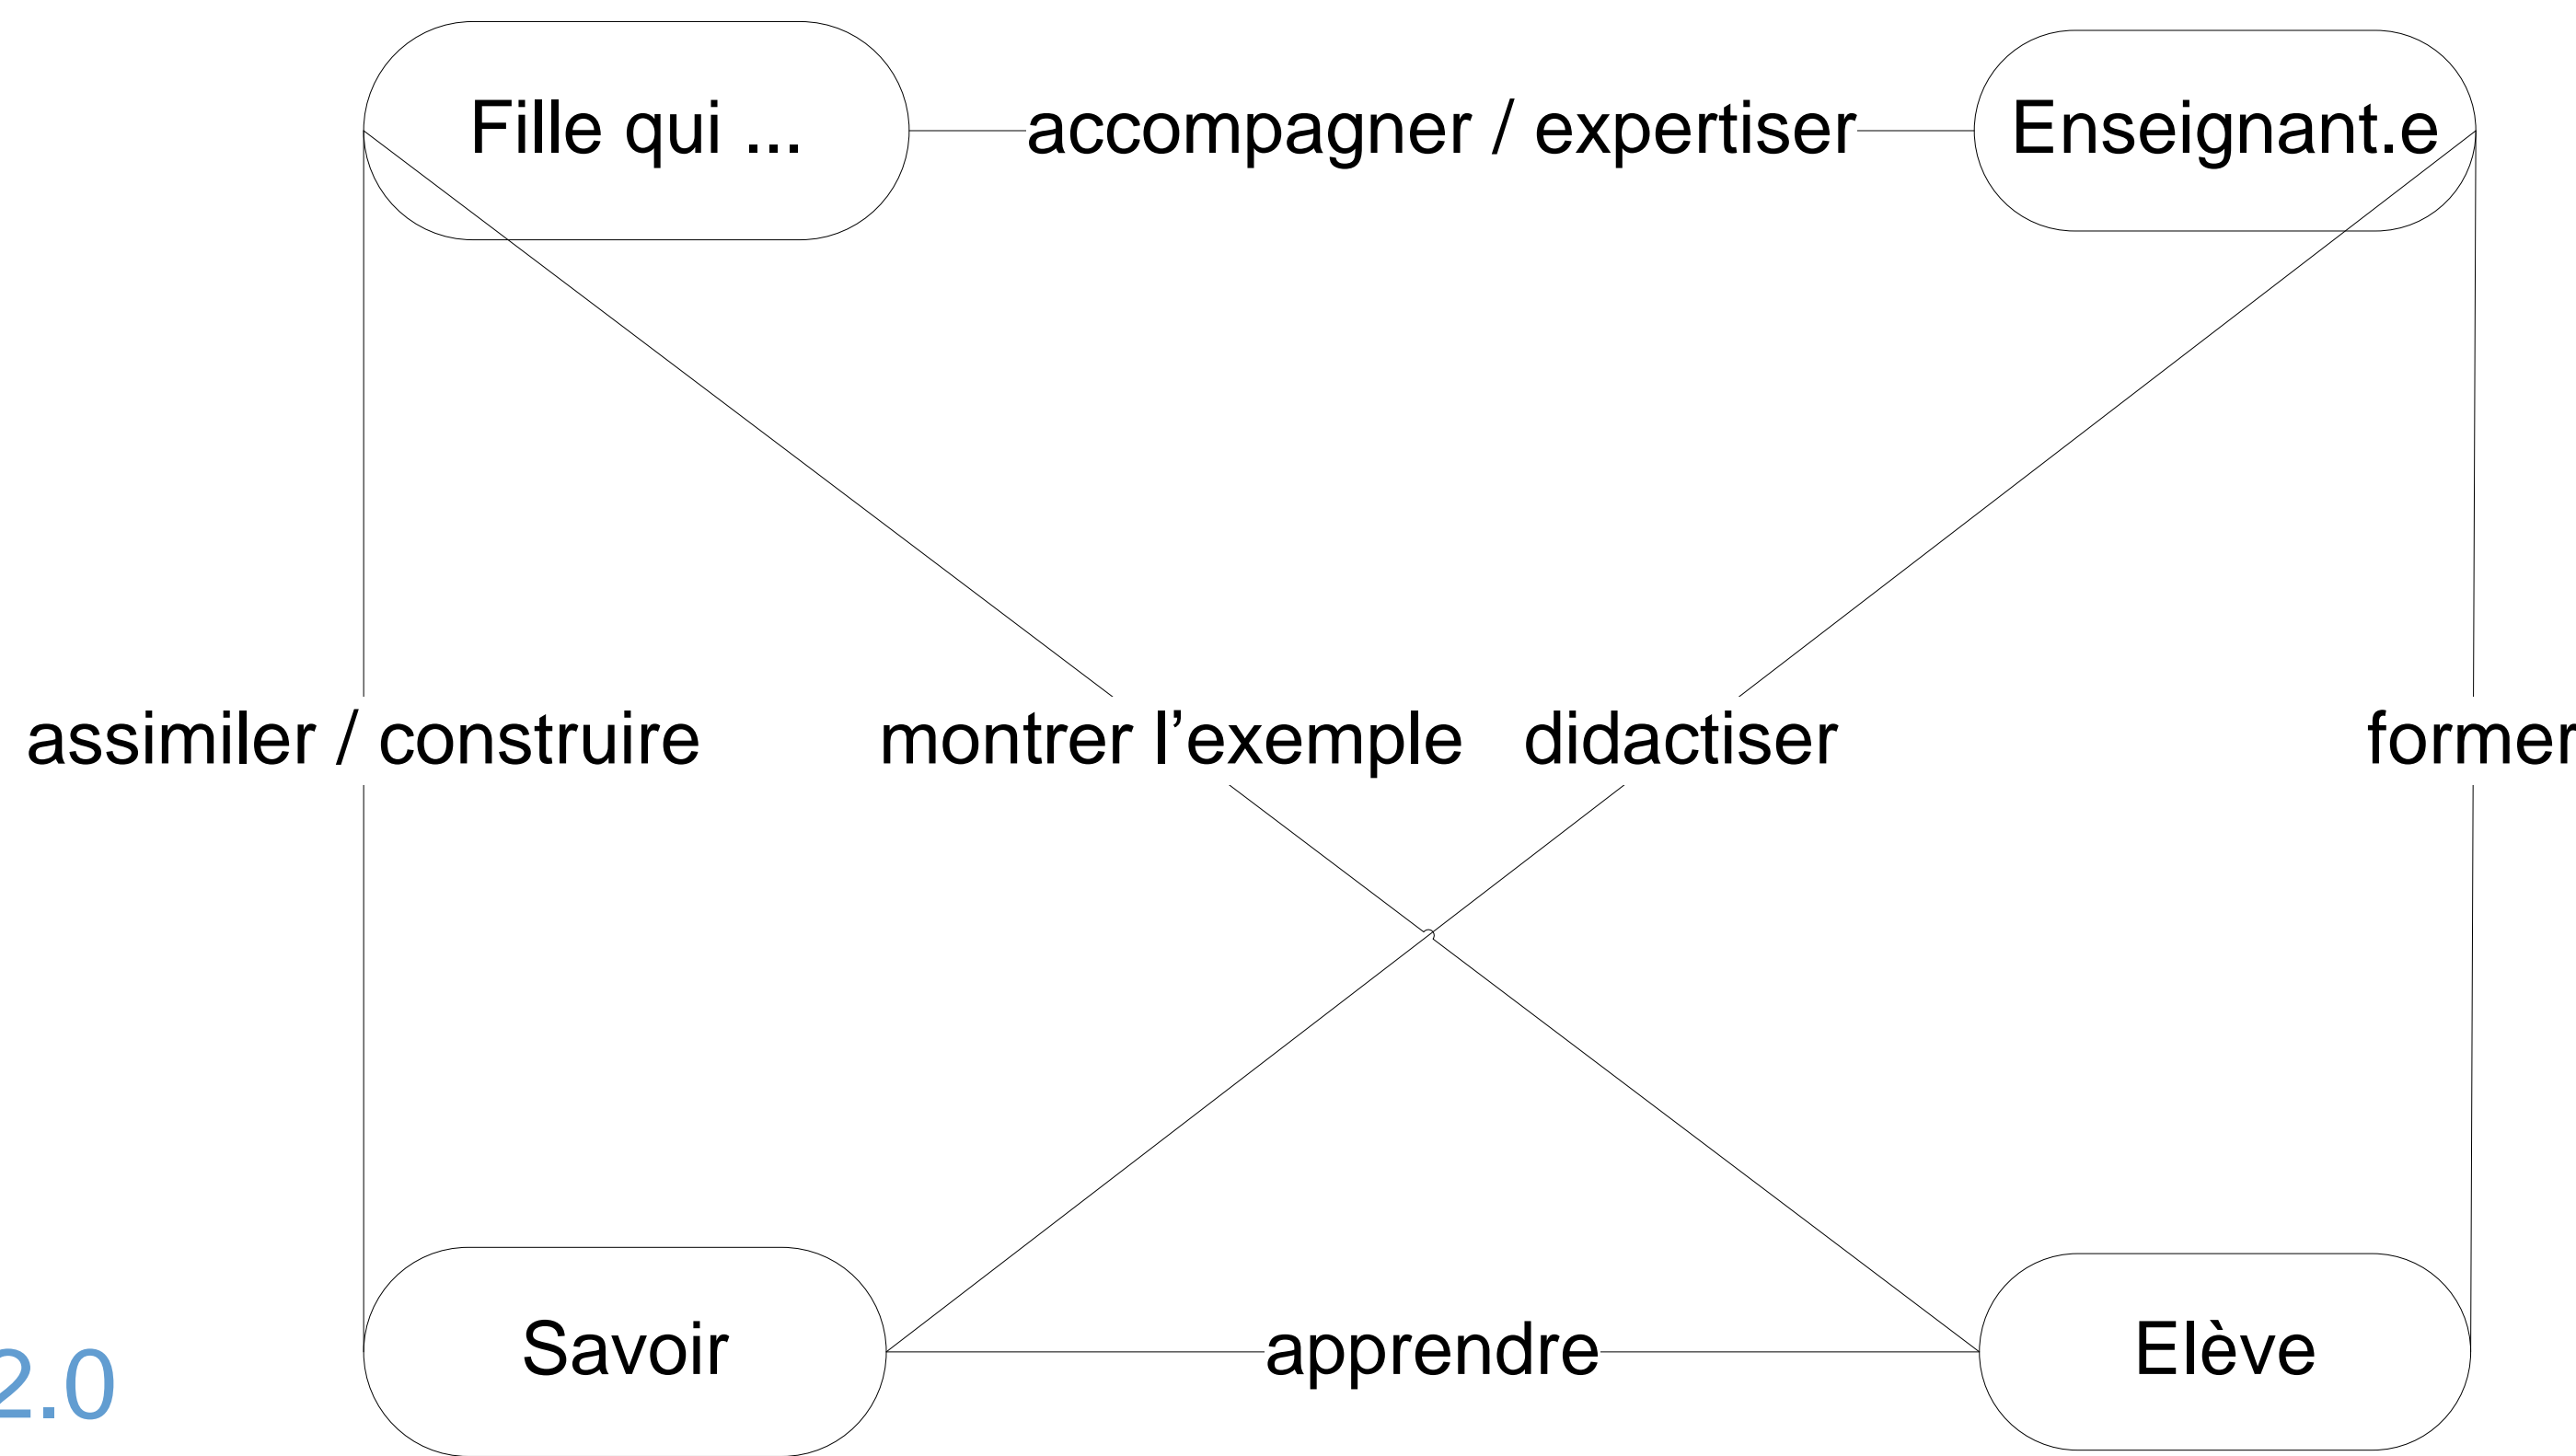 Fille qui ...
accompagner / expertiser
Enseignant.e
assimiler / construire
montrer l’exemple
didactiser
former
Savoir
apprendre
Elève
2.0